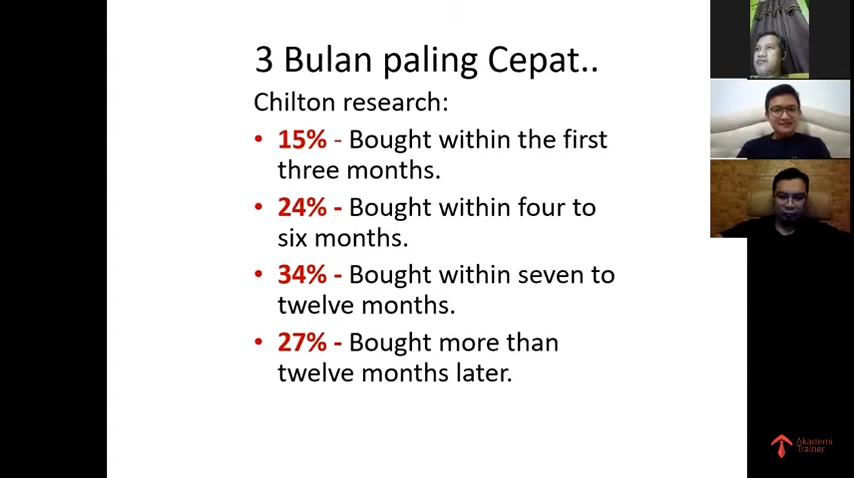 3 Bulan paling Cepat..
Chilton research:
• 15% - Bought within the first
three months.
• 24% - Bought within four to
six months.
• 34% - Bought within seven to
twelve months.
• 27% - Bought more than
twelve months later.
Akademi
Trainer